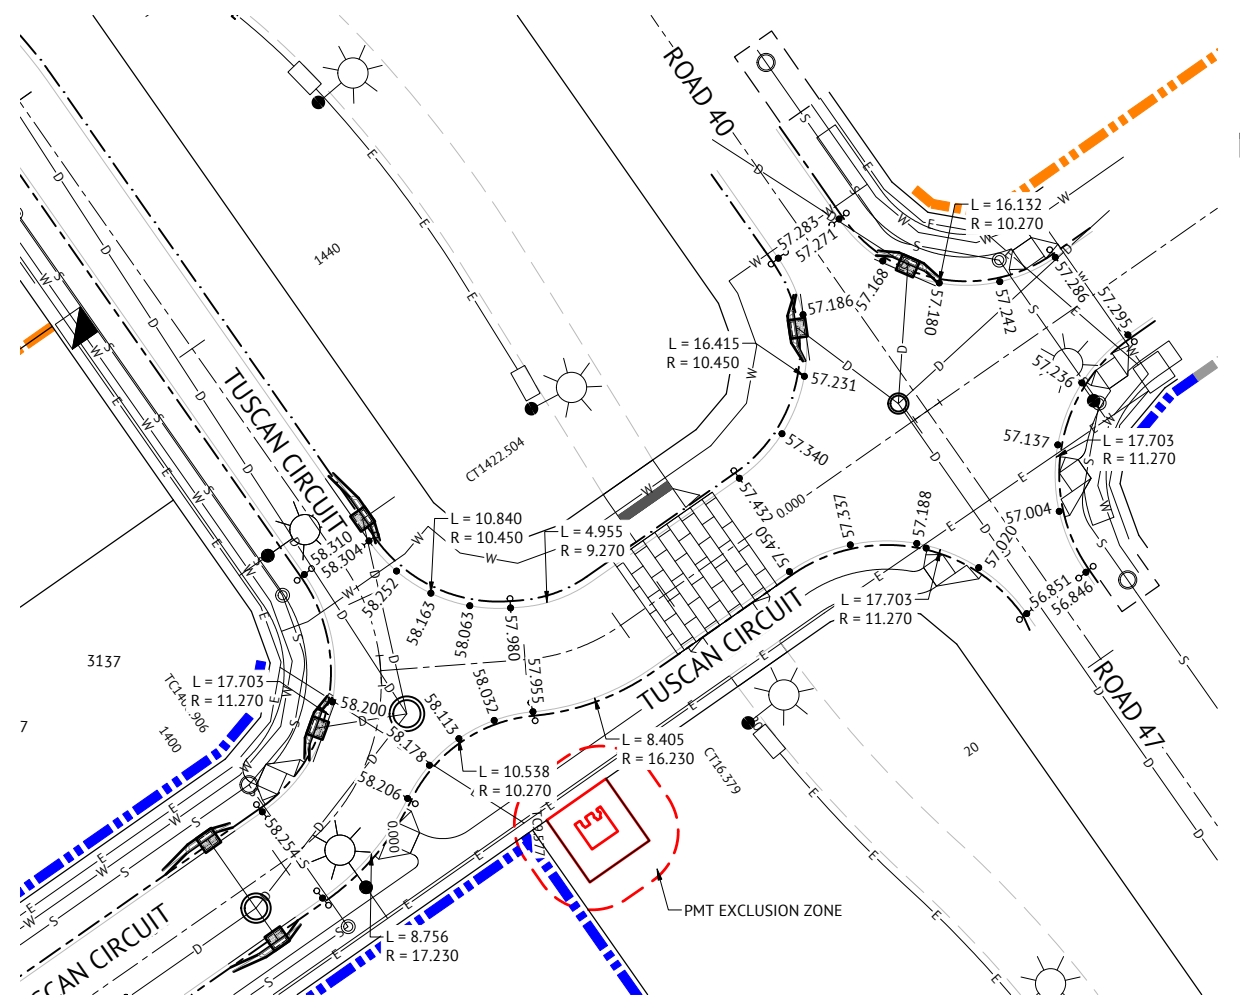 ROAD 40
L = 16.132
R = 10.270
57.283
57.271
57.168
57.180
57.242
57.286
57.295
57.186
L = 16.415
R = 10.450
57.231
57.236
57.137
L = 17.703
R = 11.270
57.340
57.432
57.450
0.000
57.337
57.188
57.004
57.020
56.851
56.846
1440
CT1422.504
TUSCAN CIRCUIT
L = 10.840
R = 10.450
L = 4.955
R = 9.270
58.310
58.304
58.252
58.163
58.063
57.980
L = 17.703
R = 11.270
TUSCAN CIRCUIT
ROAD 47
3137
7
1400
L = 17.703
R = 11.270
58.200
58.178
58.113
58.032
57.955
58.206
L = 10.538
R = 10.270
L = 8.405
R = 16.230
CT16.379
20
58.254
0.000
PMT EXCLUSION ZONE
L = 8.756
R = 17.230
SCAN CIRCUIT
E
W
S
D